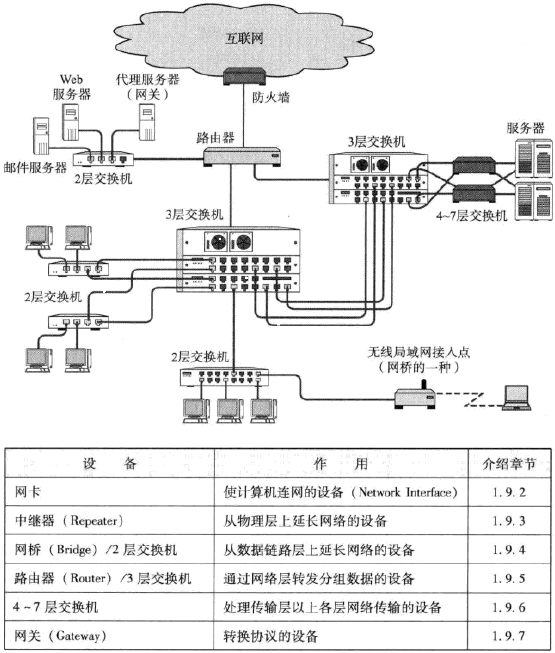 互联网
防火墙
Web
服务器
代理服务器
（网关）
邮件服务器
2层交换机
路由器
3层交换机
服务器
4~7层交换机
3层交换机
2层交换机
2层交换机
无线局域网接入点
（网桥的一种）
设 备 作 用 介绍章节
网卡 使计算机连网的设备（Network Interface） 1.9.2
中继器（Repeater） 从物理层上延长网络的设备 1.9.3
网桥（Bridge）/2层交换机 从数据链路层上延长网络的设备 1.9.4
路由器（Router）/3层交换机 通过网络层转发分组数据的设备 1.9.5
4~7层交换机 处理传输层以上各层网络传输的设备 1.9.6
网关（Gateway） 转换协议的设备 1.9.7